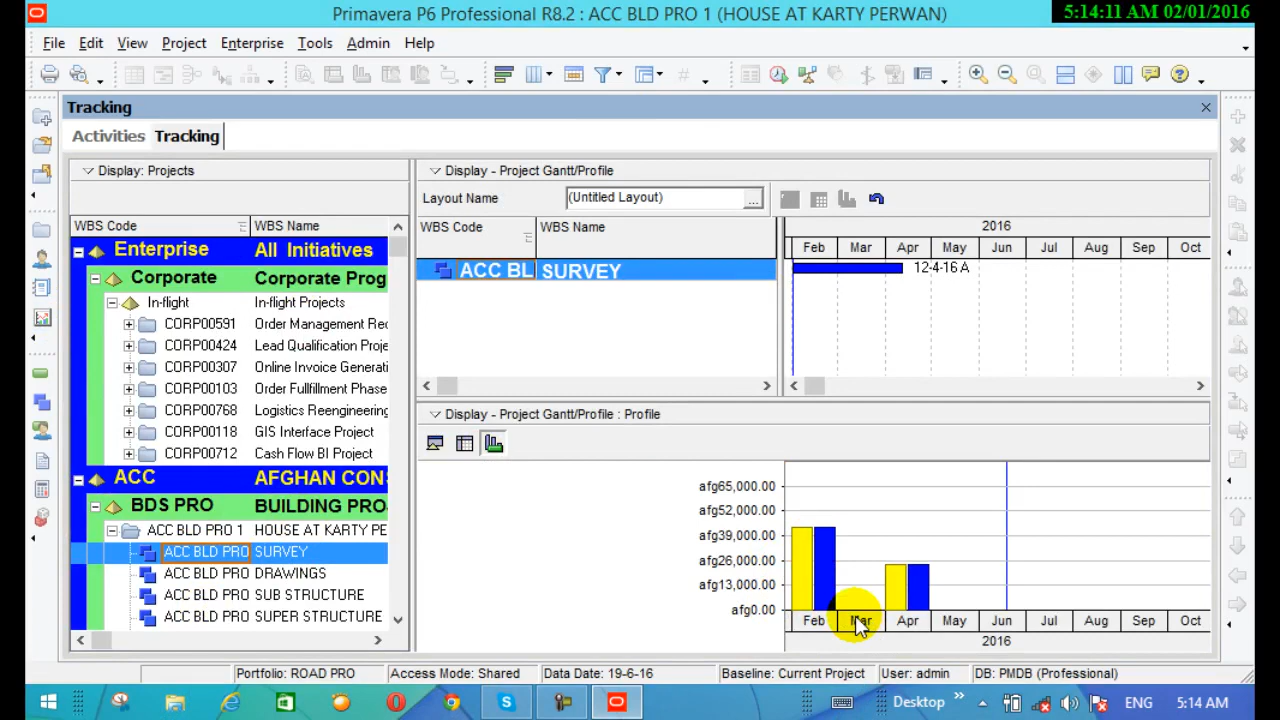 Primavera P6 Professional R8.2 : ACC BLD PRO 1 (HOUSE AT KARTY PERWAN)
5:14:11 AM 02/01/2016
File Edit View Project Enterprise Tools Admin Help
Tracking
Activities Tracking
Display: Projects
WBS Code WBS Name
Enterprise All Initiatives
Corporate Corporate Prog
In-flight In-flight Projects
CORP00591 Order Management Rec
CORP00424 Lead Qualification Proje
CORP00307 Online Invoice Generati
CORP00103 Order Fullfillment Phase
CORP00768 Logistics Reengineering
CORP00118 GIS Interface Project
CORP00712 Cash Flow BI Project
ACC AFGHAN CON
BDS PRO BUILDING PRO
ACC BLD PRO 1 HOUSE AT KARTY PE
ACC BLD PRO SURVEY
ACC BLD PRO DRAWINGS
ACC BLD PRO SUB STRUCTURE
ACC BLD PRO SUPER STRUCTURE
Display - Project Gantt/Profile
Layout Name (Untitled Layout) ...
WBS Code WBS Name
2016
Feb Mar Apr May Jun Jul Aug Sep Oct
ACC BL SURVEY
12-4-16 A
Display - Project Gantt/Profile : Profile
afg65,000.00
afg52,000.00
afg39,000.00
afg26,000.00
afg13,000.00
afg0.00
Feb Mar Apr May Jun Jul Aug Sep Oct
2016
Portfolio: ROAD PRO Access Mode: Shared Data Date: 19-6-16 Baseline: Current Project User: admin DB: PMDB (Professional)
Desktop ENG 5:14 AM